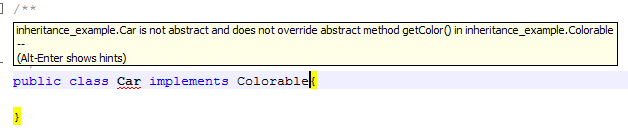 /**
inheritance_example.Car is not abstract and does not override abstract method getColor() in inheritance_example.Colorable
--
(Alt-Enter shows hints)
public class Car implements Colorable{
}